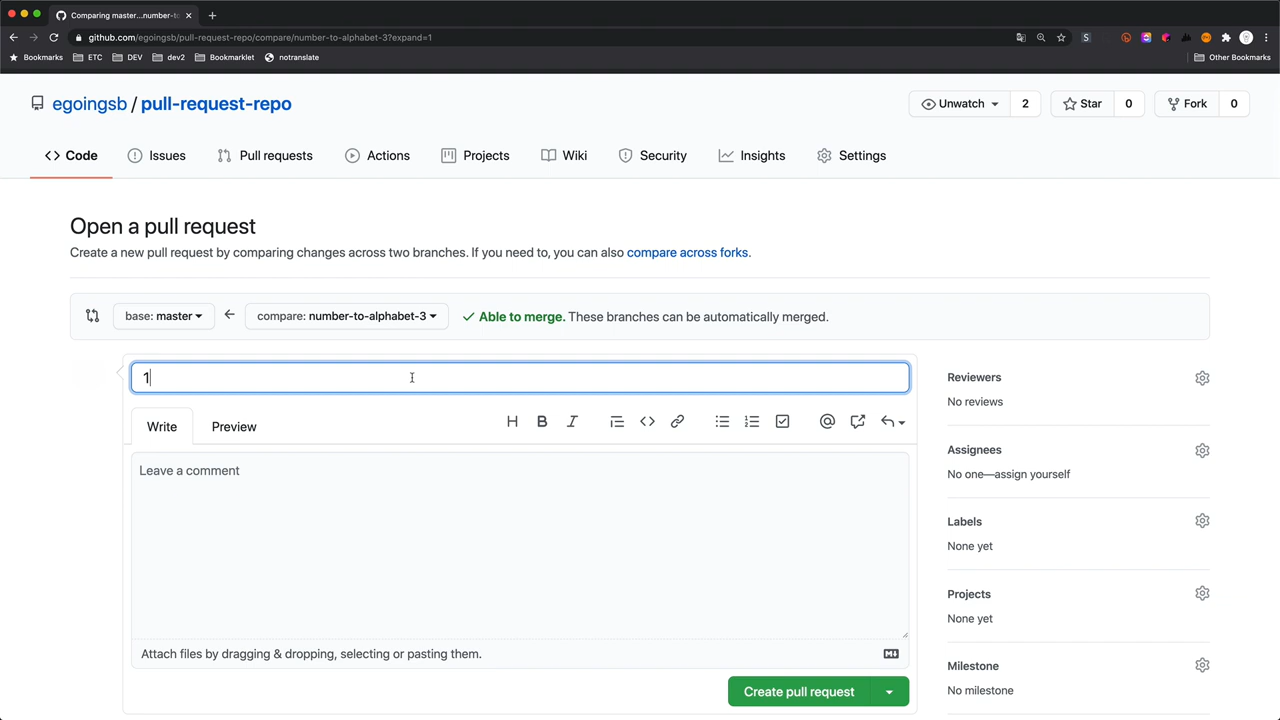 Comparing master...number-to-
github.com/egoingsb/pull-request-repo/compare/number-to-alphabet-3?expand=1
Bookmarks ETC DEV dev2 Bookmarklet notranslate Other Bookmarks
egoingsb / pull-request-repo
Unwatch 2 Star 0 Fork 0
Code Issues Pull requests Actions Projects Wiki Security Insights Settings
Open a pull request
Create a new pull request by comparing changes across two branches. If you need to, you can also compare across forks.
base: master compare: number-to-alphabet-3 Able to merge. These branches can be automatically merged.
1
Write Preview
Leave a comment
Attach files by dragging & dropping, selecting or pasting them.
Create pull request
Reviewers
No reviews
Assignees
No one—assign yourself
Labels
None yet
Projects
None yet
Milestone
No milestone